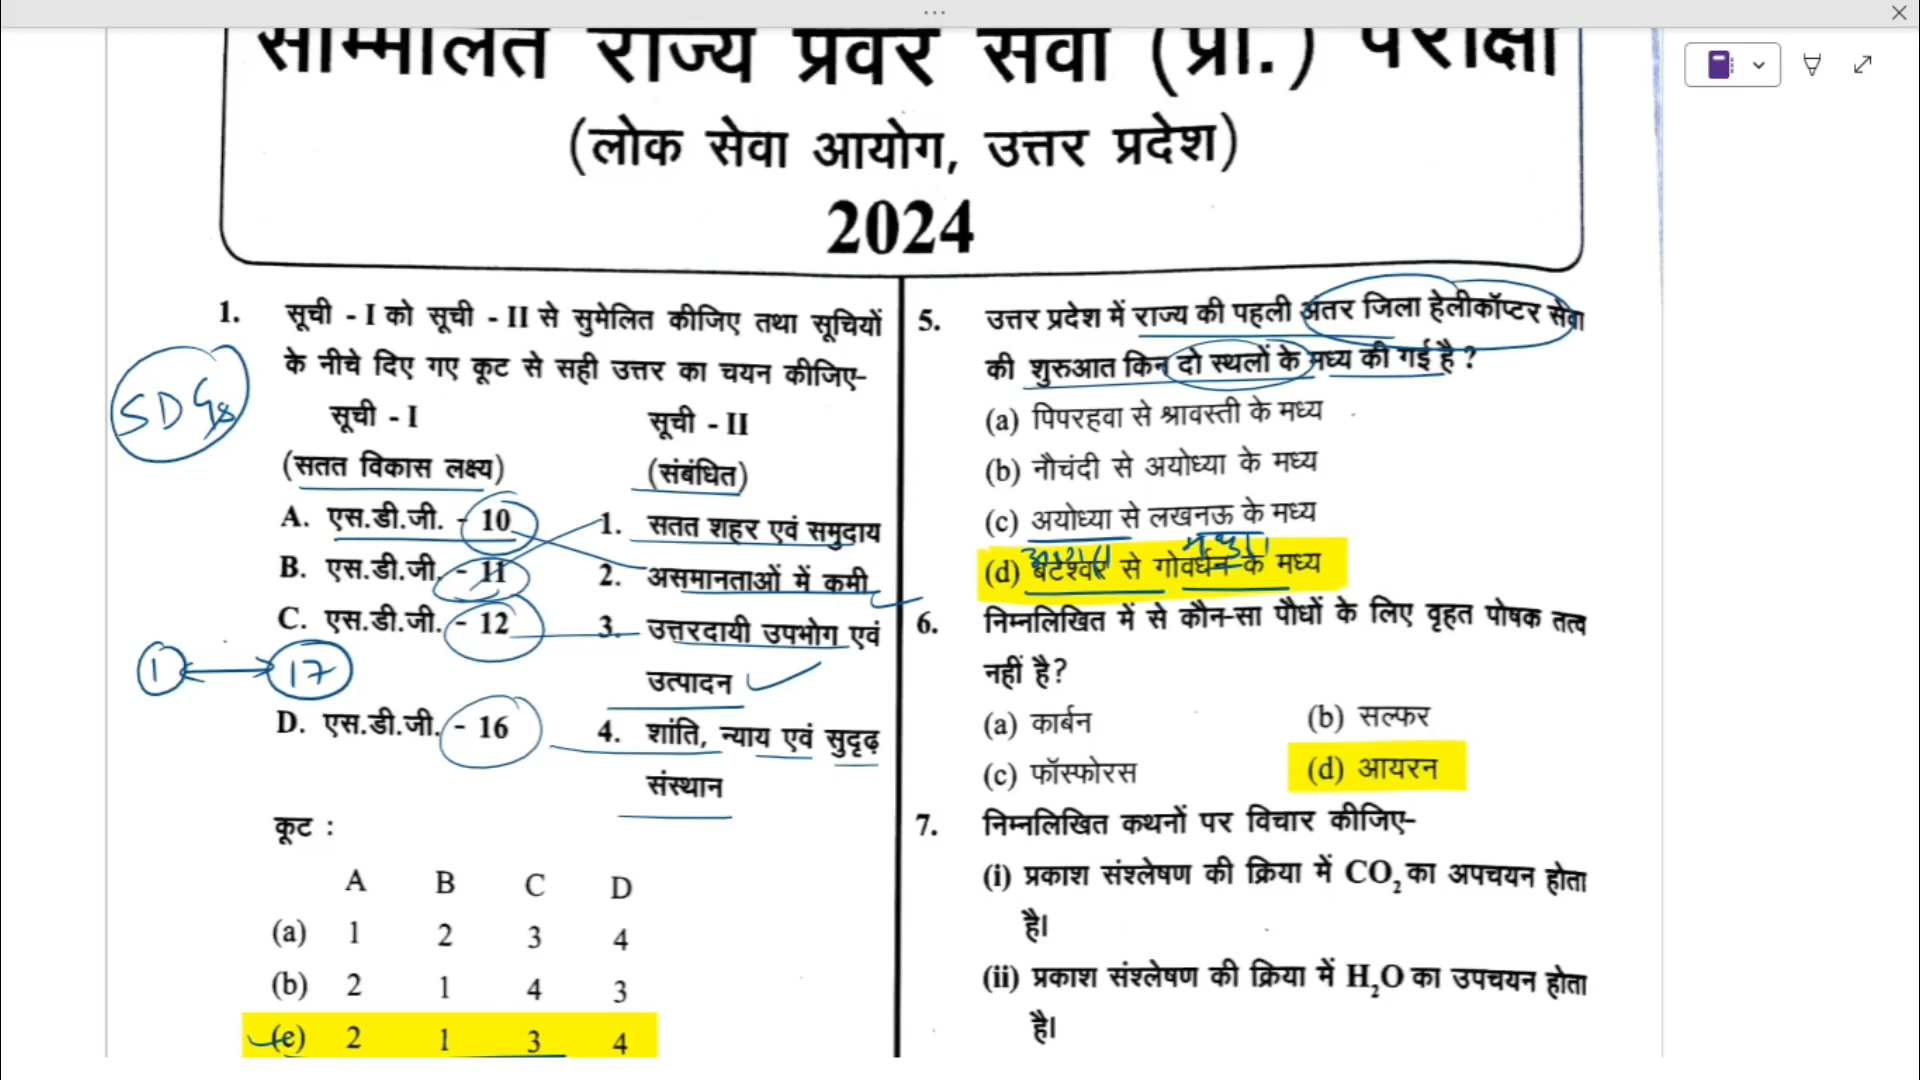 सम्मिलित राज्य प्रवर सेवा (प्रा.) परीक्षा
(लोक सेवा आयोग, उत्तर प्रदेश)
2024
1. सूची - I को सूची - II से सुमेलित कीजिए तथा सूचियों
के नीचे दिए गए कूट से सही उत्तर का चयन कीजिए-
SDGs
सूची - I सूची - II
(सतत विकास लक्ष्य) (संबंधित)
A. एस.डी.जी. - 10 1. सतत शहर एवं समुदाय
B. एस.डी.जी. - 11 2. असमानताओं में कमी
C. एस.डी.जी. - 12 3. उत्तरदायी उपभोग एवं
1 17
उत्पादन
D. एस.डी.जी. - 16 4. शांति, न्याय एवं सुदृढ़
संस्थान
कूट :
A B C D
(a) 1 2 3 4
(b) 2 1 4 3
(c) 2 1 3 4
5. उत्तर प्रदेश में राज्य की पहली अंतर जिला हेलीकॉप्टर सेवा
की शुरुआत किन दो स्थलों के मध्य की गई है ?
(a) पिपरहवा से श्रावस्ती के मध्य
(b) नौचंदी से अयोध्या के मध्य
(c) अयोध्या से लखनऊ के मध्य
(d) बटेश्वर से गोवर्धन के मध्य
6. निम्नलिखित में से कौन-सा पौधों के लिए वृहत पोषक तत्व
नहीं है?
(a) कार्बन (b) सल्फर
(c) फॉस्फोरस (d) आयरन
7. निम्नलिखित कथनों पर विचार कीजिए-
(i) प्रकाश संश्लेषण की क्रिया में CO₂ का अपचयन होता
है।
(ii) प्रकाश संश्लेषण की क्रिया में H₂O का उपचयन होता
है।